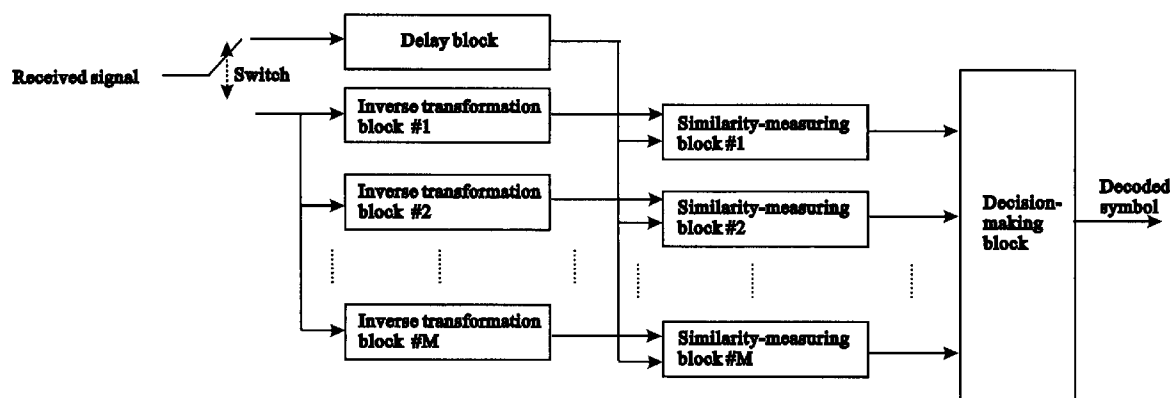 Delay block
Received signal
Switch
Inverse transformation
block #1
Similarity-measuring
block #1
Inverse transformation
block #2
Similarity-measuring
block #2
Decision-
making
block
Decoded
symbol
Inverse transformation
block #M
Similarity-measuring
block #M